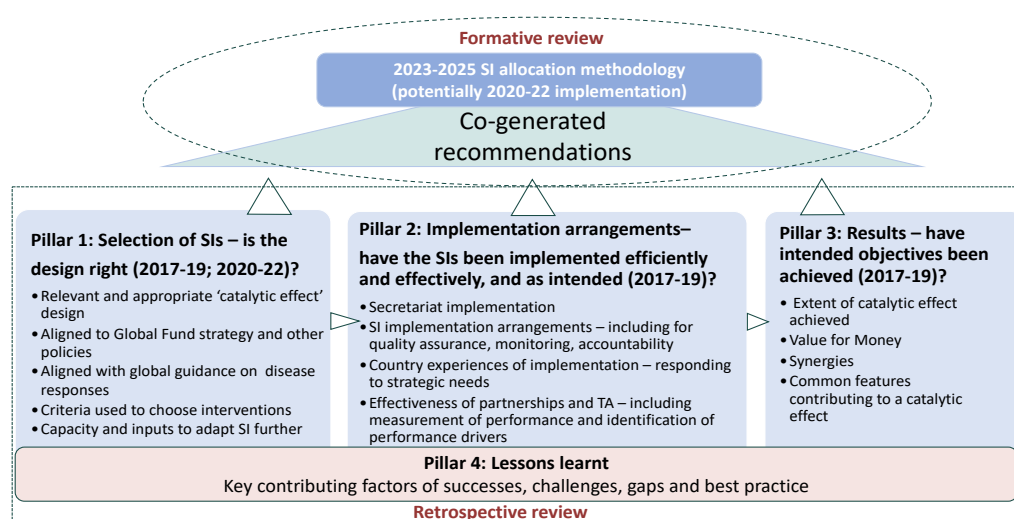 Formative review
2023-2025 SI allocation methodology
(potentially 2020-22 implementation)
Co-generated
recommendations
Pillar 1: Selection of SIs – is the
design right (2017-19; 2020-22)?
• Relevant and appropriate ‘catalytic effect’
design
• Aligned to Global Fund strategy and other
policies
• Aligned with global guidance on disease
responses
• Criteria used to choose interventions
• Capacity and inputs to adapt SI further
Pillar 2: Implementation arrangements–
have the SIs been implemented efficiently
and effectively, and as intended (2017-19)?
• Secretariat implementation
• SI implementation arrangements – including for
quality assurance, monitoring, accountability
• Country experiences of implementation – responding
to strategic needs
• Effectiveness of partnerships and TA – including
measurement of performance and identification of
performance drivers
Pillar 3: Results – have
intended objectives been
achieved (2017-19)?
• Extent of catalytic effect
achieved
• Value for Money
• Synergies
• Common features
contributing to a catalytic
effect
Pillar 4: Lessons learnt
Key contributing factors of successes, challenges, gaps and best practice
Retrospective review